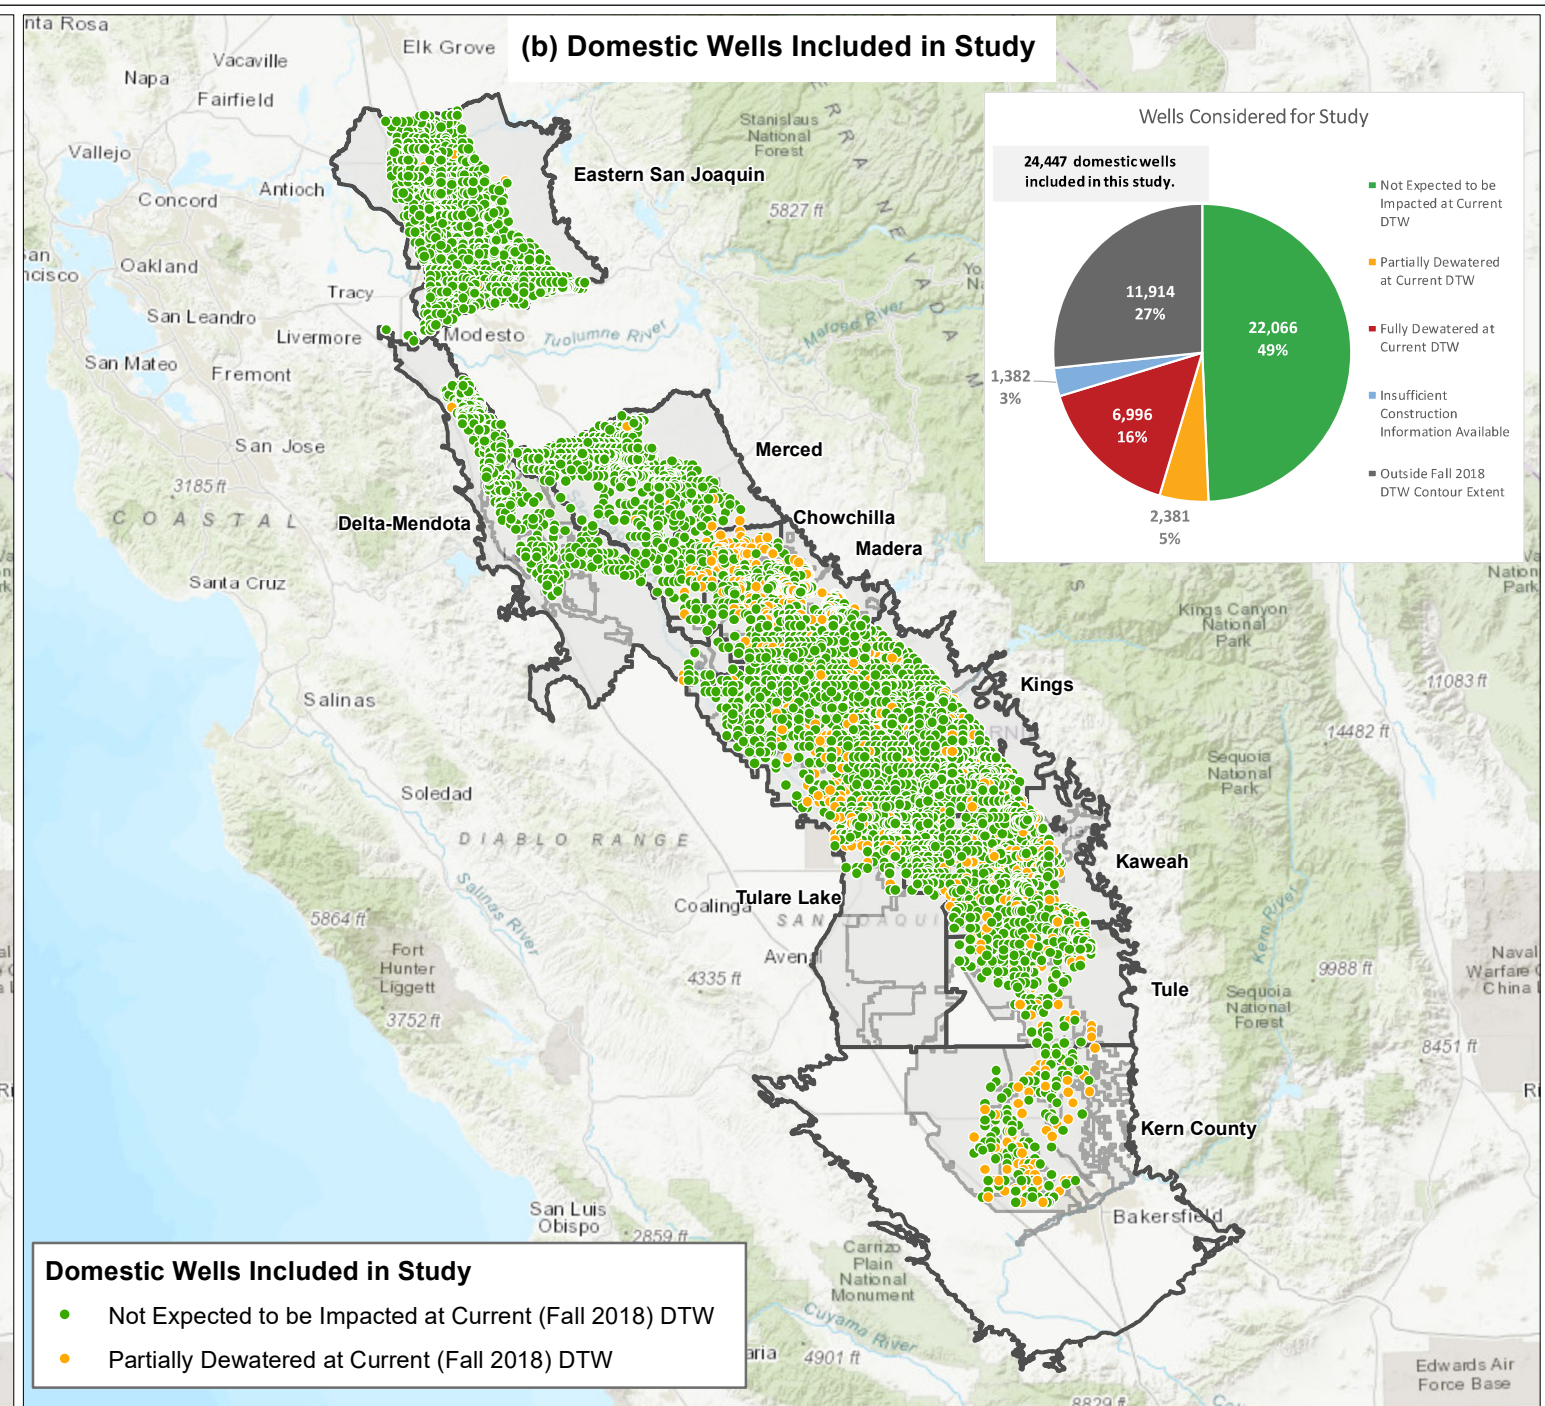 (b) Domestic Wells Included in Study
nta Rosa
Elk Grove
Vacaville
Napa
Fairfield
Vallejo
Antioch
Concord
Stanislaus
National
Forest
Eastern San Joaquin
5827 ft
Oakland
ncisco
Tracy
San Leandro
Livermore
Modesto
Tuolumne River
Merced River
San Mateo
Fremont
San Jose
Merced
3185 ft
COASTAL
Delta-Mendota
Chowchilla
Madera
Santa Cruz
Kings Canyon
National
Park
Kings
11083 ft
Salinas
14482 ft
Sequoia
National
Park
Soledad
DIABLO RANGE
Kaweah
Tulare Lake
Coalinga
SAN JOAQUI
Salinas River
Kern River
5864 ft
Fort
Hunter
Liggett
Avenal
4335 ft
3752 ft
Tule
Sequoia
National
Forest
9988 ft
Naval
Warfare
China
8451 ft
Kern County
Bakersfield
San Luis
Obispo
2859 ft
Carrizo
Plain
National
Monument
Cuyama River
aria
4901 ft
8829 ft
Edwards Air
Force Base
Wells Considered for Study
24,447 domestic wells
included in this study.
11,914
27%
22,066
49%
1,382
3%
6,996
16%
2,381
5%
Not Expected to be
Impacted at Current
DTW
Partially Dewatered
at Current DTW
Fully Dewatered at
Current DTW
Insufficient
Construction
Information Available
Outside Fall 2018
DTW Contour Extent
Domestic Wells Included in Study
Not Expected to be Impacted at Current (Fall 2018) DTW
Partially Dewatered at Current (Fall 2018) DTW